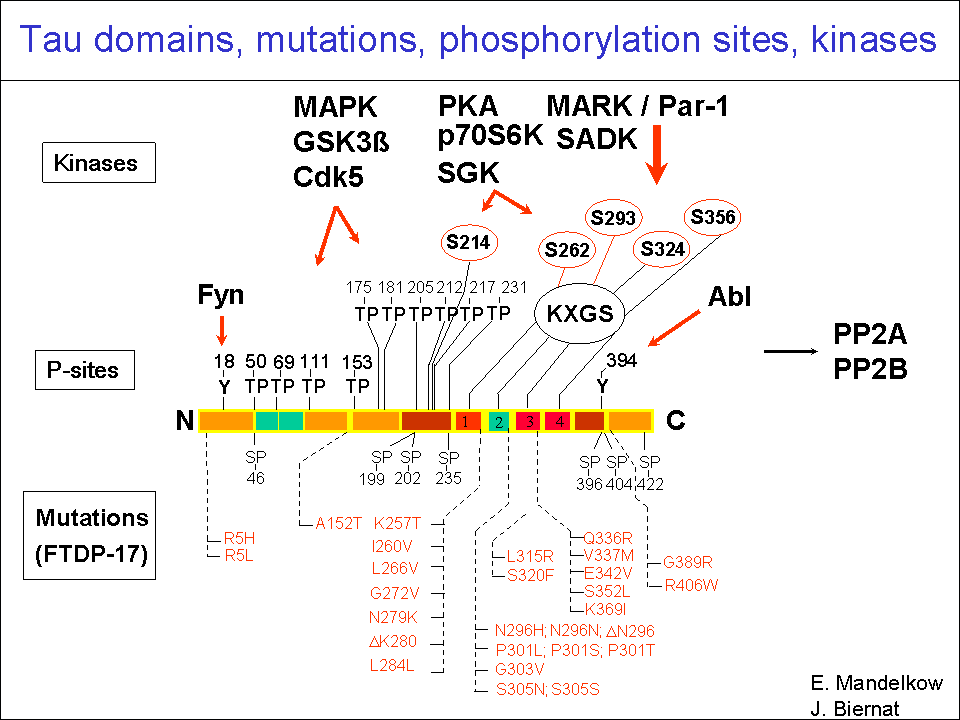 Tau domains, mutations, phosphorylation sites, kinases
Kinases
MAPK
GSK3ß
Cdk5
PKA
p70S6K
SGK
MARK / Par-1
SADK
S214
S262
S293
S324
S356
KXGS
Fyn
Abl
PP2A
PP2B
P-sites
175 181 205 212 217 231
TP TP TP TP TP TP
18 50 69 111 153 394
Y TP TP TP TP Y
N 1 2 3 4 C
SP SP SP SP SP SP SP
46 199 202 235 396 404 422
Mutations
(FTDP-17)
R5H
R5L
A152T
K257T
I260V
L266V
G272V
N279K
ΔK280
L284L
L315R
S320F
N296H; N296N; ΔN296
P301L; P301S; P301T
G303V
S305N; S305S
Q336R
V337M
E342V
S352L
K369I
G389R
R406W
E. Mandelkow
J. Biernat